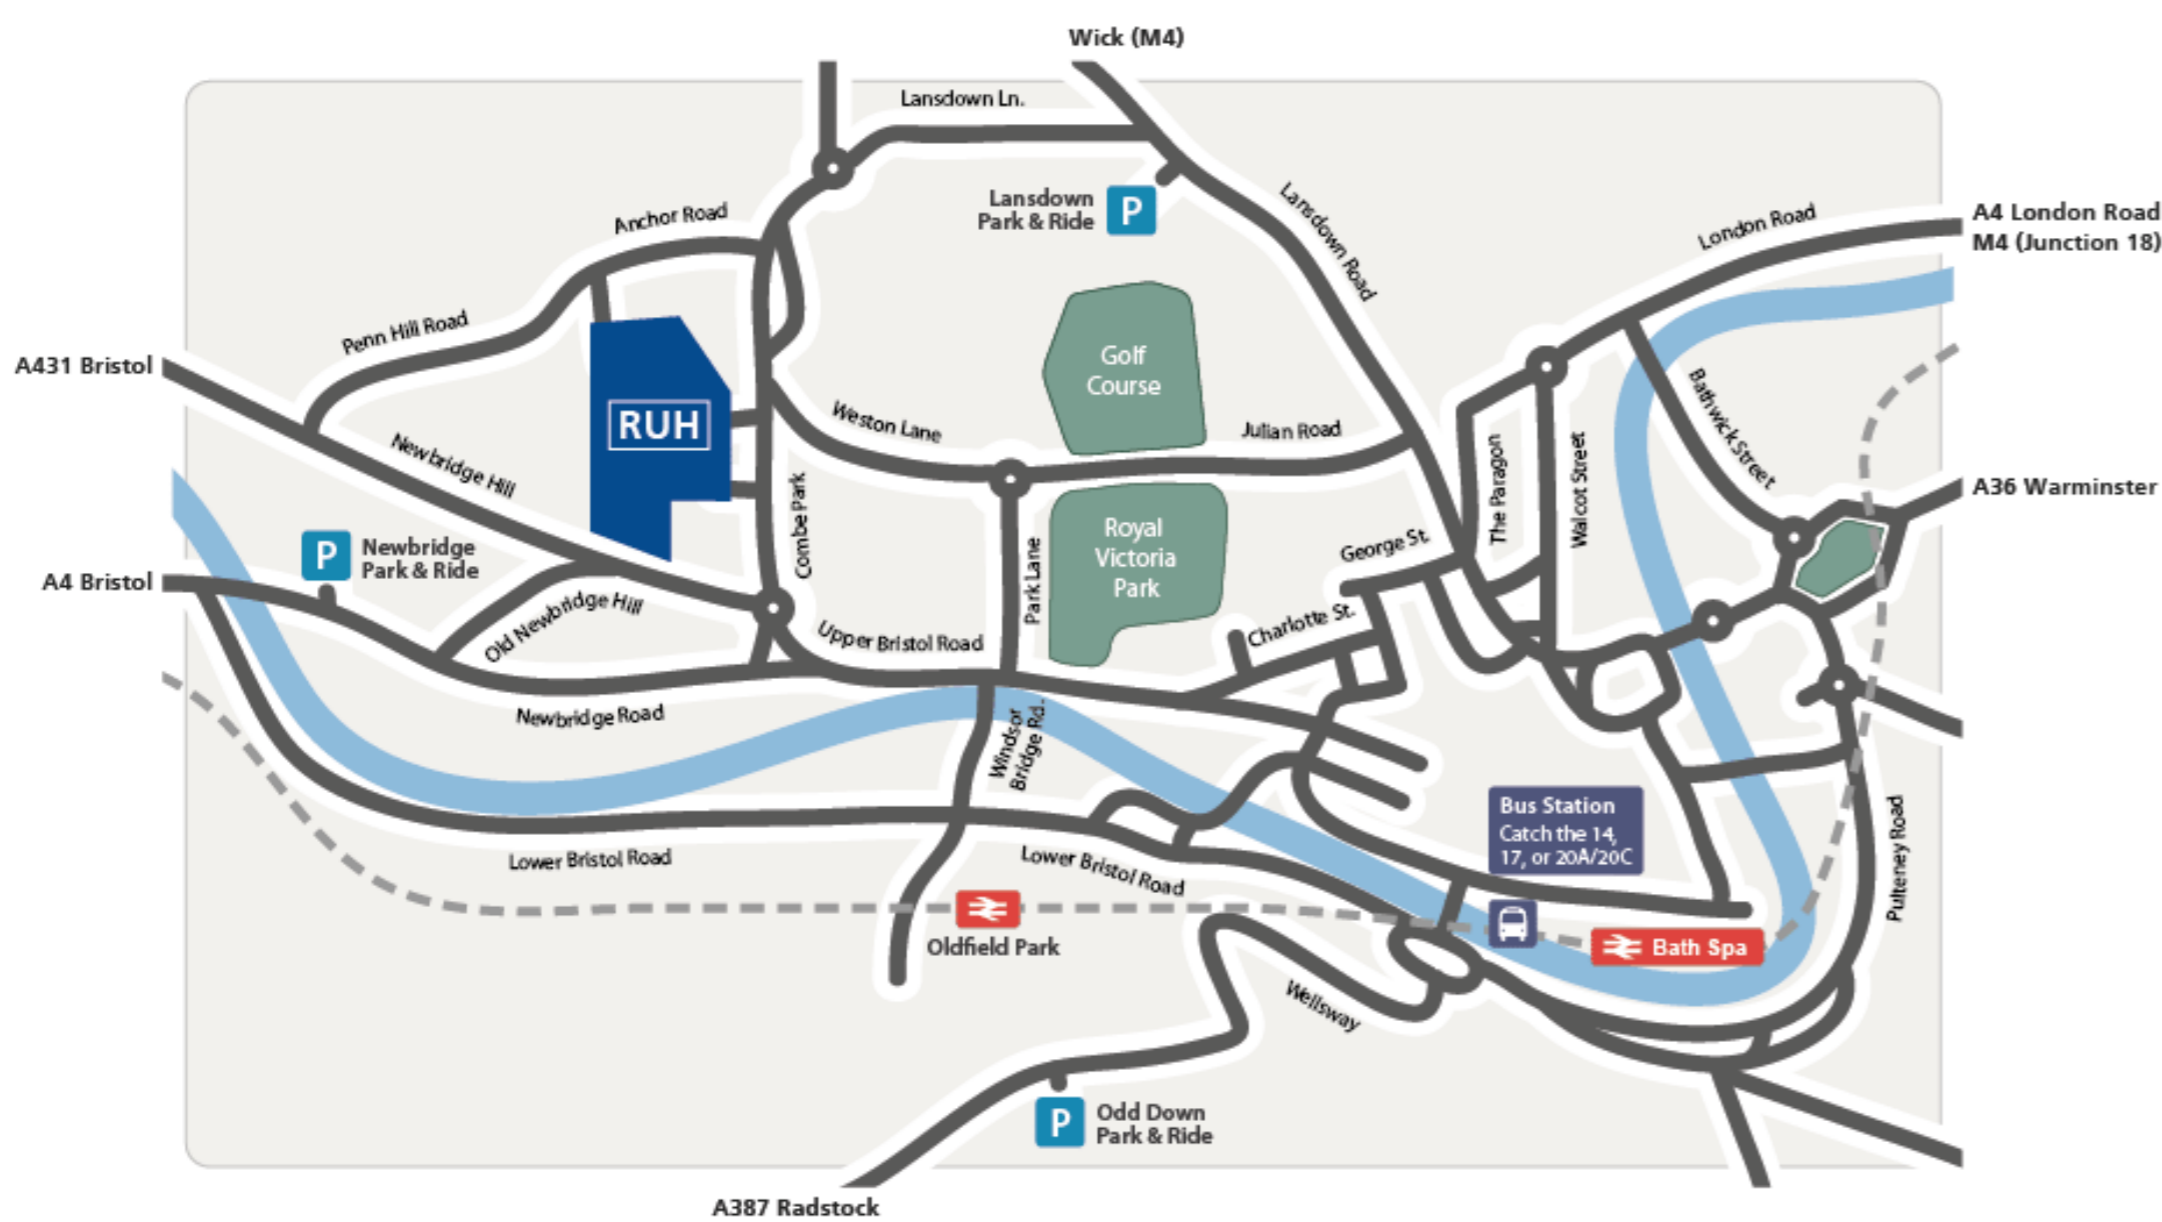 Wick (M4)
Lansdown Ln.
Lansdown
Park & Ride
P
Anchor Road
Lansdown Road
London Road
A4 London Road
M4 (Junction 18)
Penn Hill Road
A431 Bristol
Golf
Course
RUH
Weston Lane
Julian Road
Bathwick Street
Newbridge Hill
The Paragon
Walcot Street
A36 Warminster
Combe Park
Royal
Victoria
Park
Park Lane
George St.
P
Newbridge
Park & Ride
A4 Bristol
Old Newbridge Hill
Upper Bristol Road
Charlotte St.
Newbridge Road
Windsor
Bridge Rd.
Bus Station
Catch the 14,
17, or 20A/20C
Lower Bristol Road
Lower Bristol Road
Pulteney Road
Oldfield Park
Bath Spa
Wellsway
P
Odd Down
Park & Ride
A387 Radstock